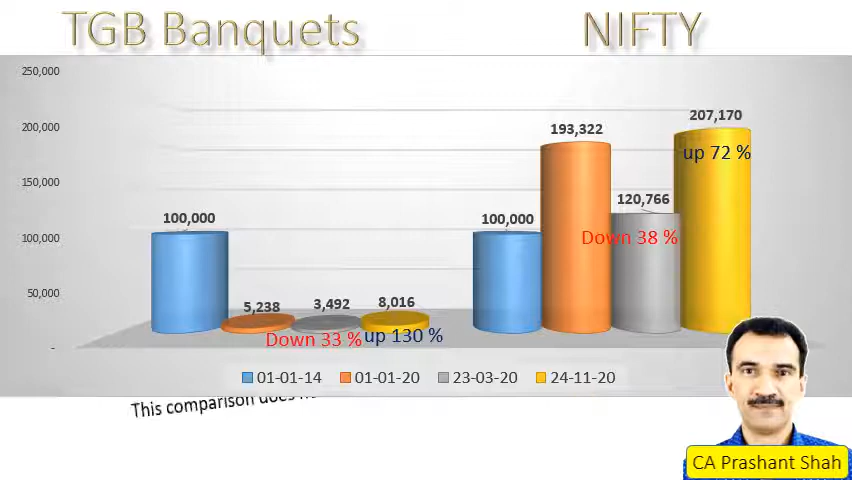 TGB Banquets NIFTY
250,000
200,000
150,000
100,000
50,000
-
100,000
5,238
3,492
8,016
Down 33 %
up 130 %
100,000
193,322
120,766
207,170
Down 38 %
up 72 %
01-01-14 01-01-20 23-03-20 24-11-20
This comparison does
CA Prashant Shah